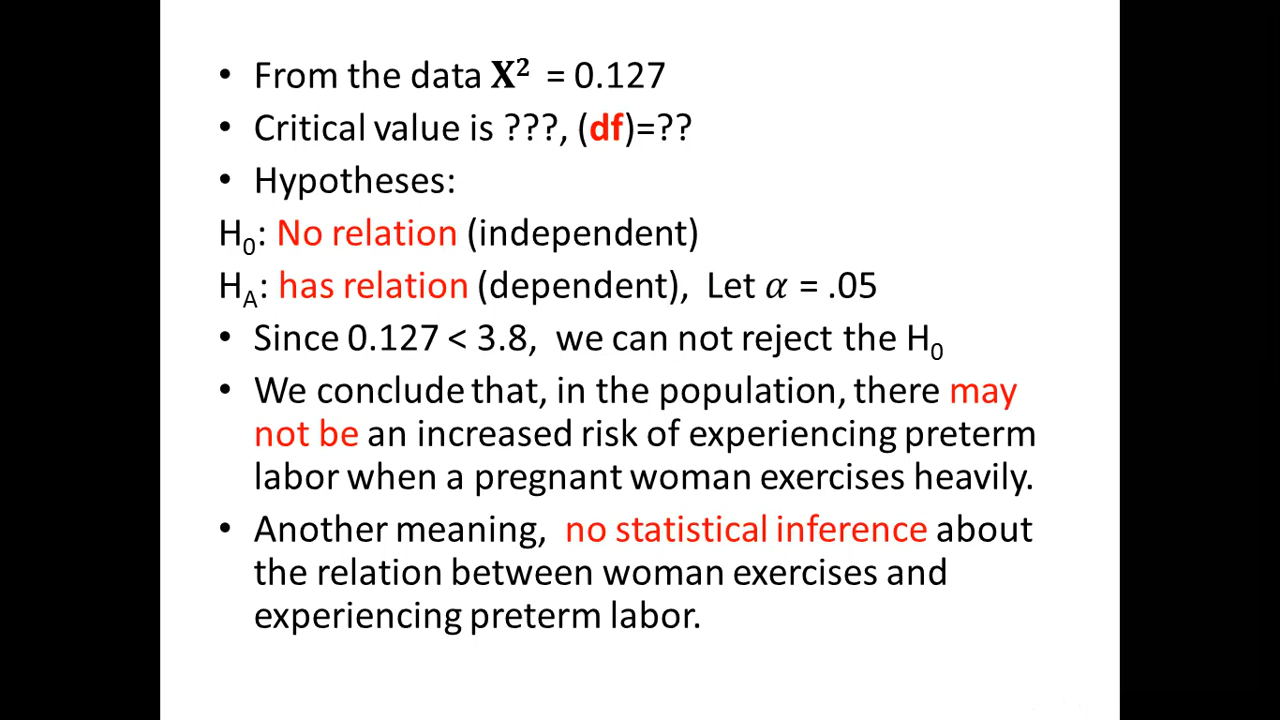 • From the data X² = 0.127
• Critical value is ???, (df)=??
• Hypotheses:
H₀: No relation (independent)
H_A: has relation (dependent), Let α = .05
• Since 0.127 < 3.8, we can not reject the H₀
• We conclude that, in the population, there may
not be an increased risk of experiencing preterm
labor when a pregnant woman exercises heavily.
• Another meaning, no statistical inference about
the relation between woman exercises and
experiencing preterm labor.